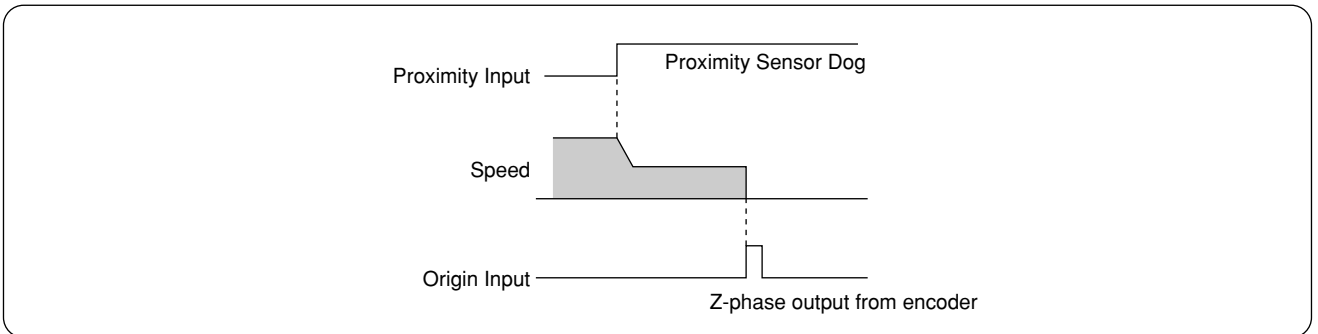 Proximity Input
Proximity Sensor Dog
Speed
Origin Input
Z-phase output from encoder